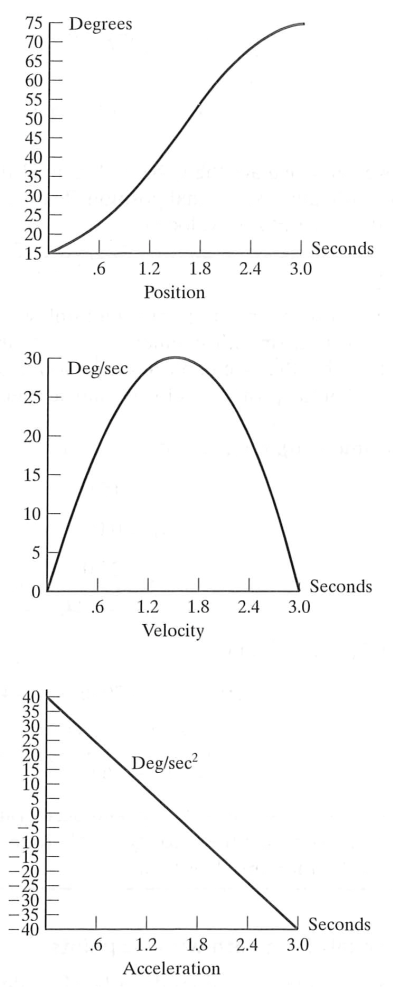 75 Degrees
70
65
60
55
50
45
40
35
30
25
20
15 Seconds
.6 1.2 1.8 2.4 3.0
Position
30 Deg/sec
25
20
15
10
5
0 Seconds
.6 1.2 1.8 2.4 3.0
Velocity
40
35
30
25
20
15 Deg/sec²
10
5
0
−5
−10
−15
−20
−25
−30
−35
−40 Seconds
.6 1.2 1.8 2.4 3.0
Acceleration